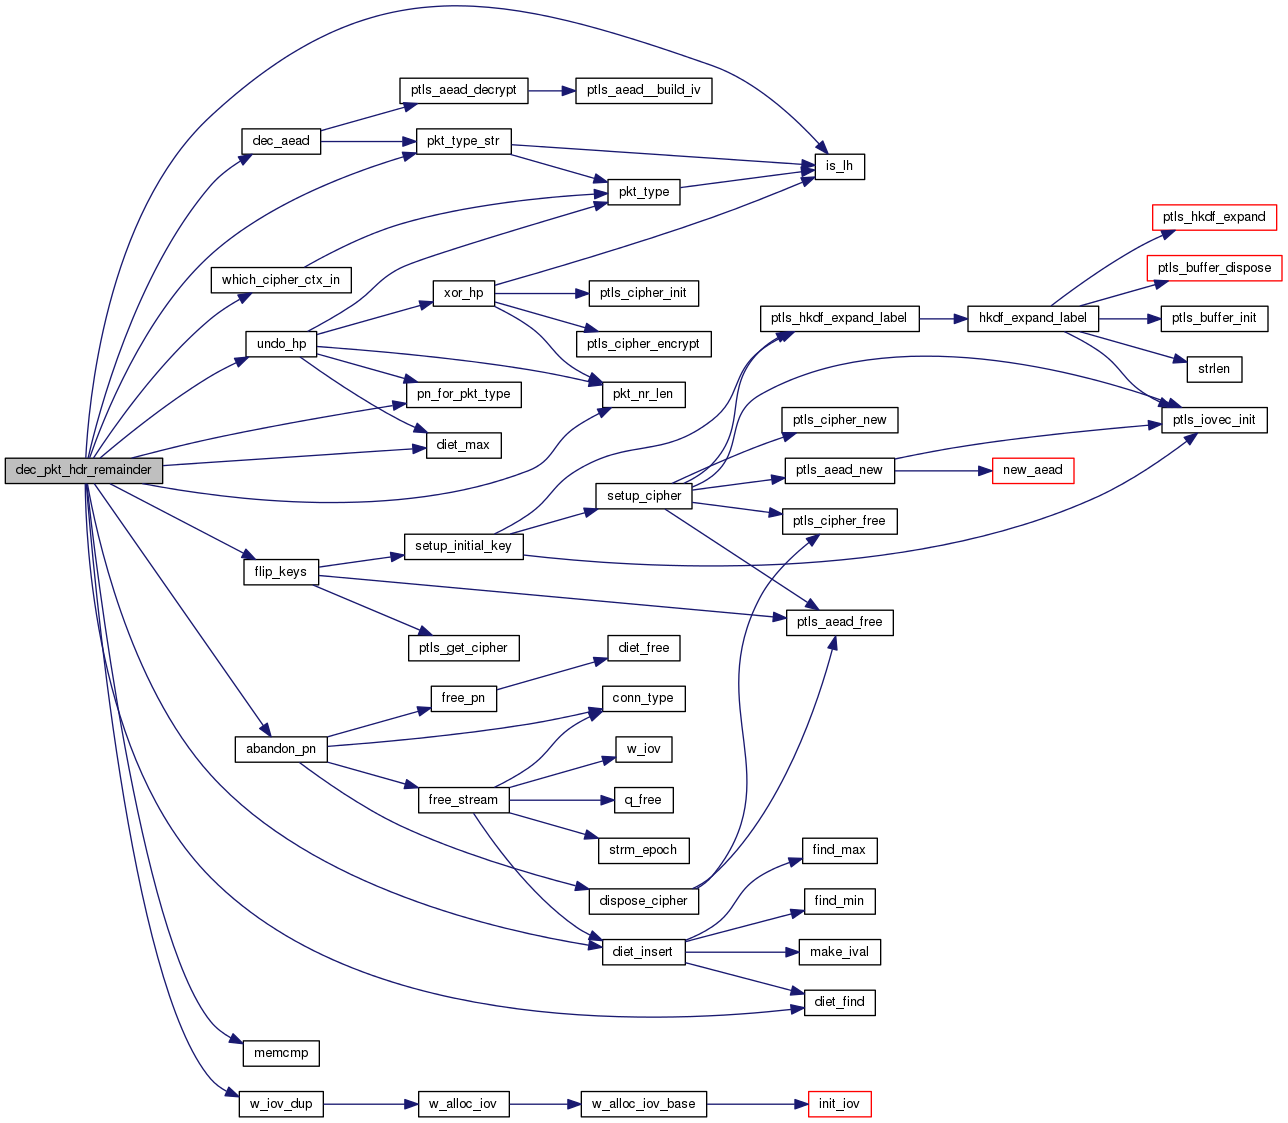 dec_pkt_hdr_remainder
ptls_aead_decrypt
ptls_aead__build_iv
dec_aead
pkt_type_str
is_lh
pkt_type
ptls_hkdf_expand
which_cipher_ctx_in
ptls_buffer_dispose
xor_hp
ptls_cipher_init
ptls_hkdf_expand_label
hkdf_expand_label
ptls_buffer_init
undo_hp
ptls_cipher_encrypt
strlen
pn_for_pkt_type
pkt_nr_len
ptls_cipher_new
ptls_iovec_init
diet_max
ptls_aead_new
new_aead
setup_cipher
ptls_cipher_free
setup_initial_key
flip_keys
ptls_aead_free
ptls_get_cipher
diet_free
free_pn
conn_type
abandon_pn
w_iov
free_stream
q_free
strm_epoch
find_max
dispose_cipher
find_min
diet_insert
make_ival
diet_find
memcmp
w_iov_dup
w_alloc_iov
w_alloc_iov_base
init_iov